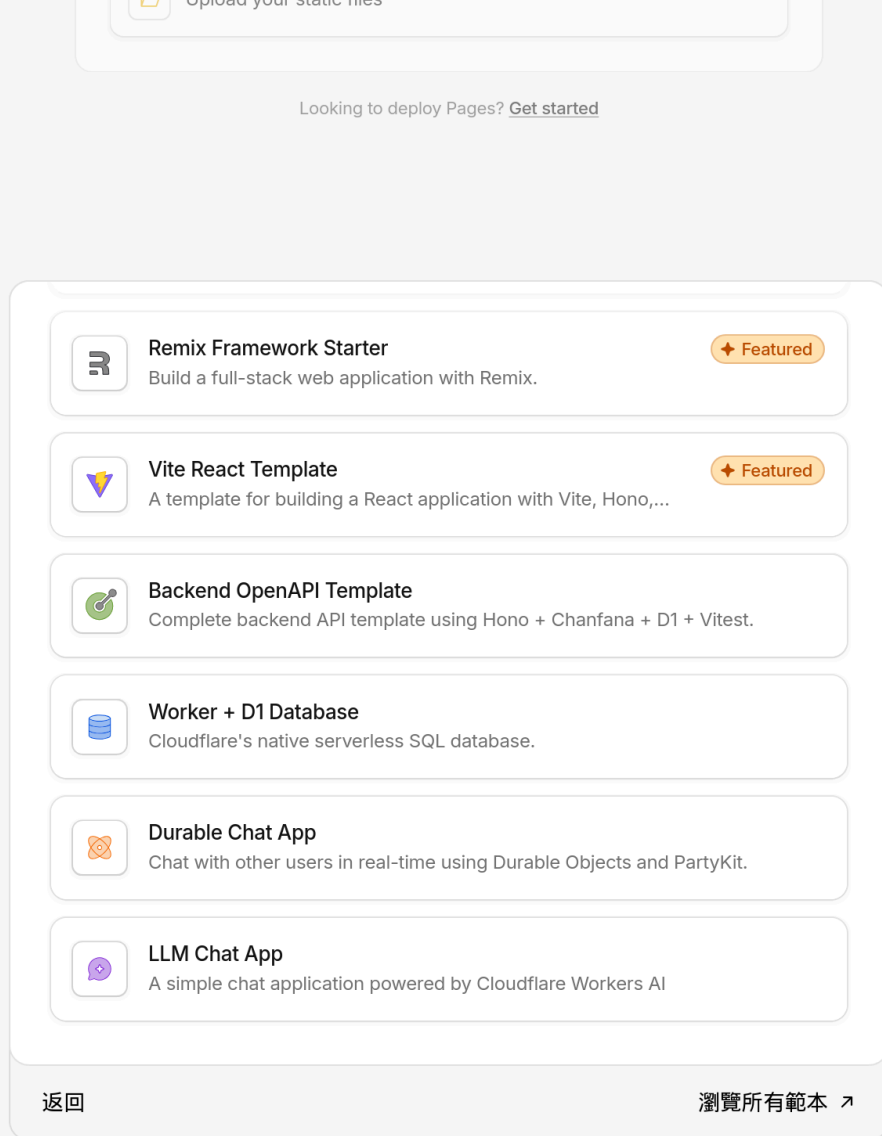 Upload your static files
Looking to deploy Pages? Get started
Remix Framework Starter
Featured
Build a full-stack web application with Remix.
Vite React Template
Featured
A template for building a React application with Vite, Hono,...
Backend OpenAPI Template
Complete backend API template using Hono + Chanfana + D1 + Vitest.
Worker + D1 Database
Cloudflare's native serverless SQL database.
Durable Chat App
Chat with other users in real-time using Durable Objects and PartyKit.
LLM Chat App
A simple chat application powered by Cloudflare Workers AI
返回
瀏覽所有範本 ↗